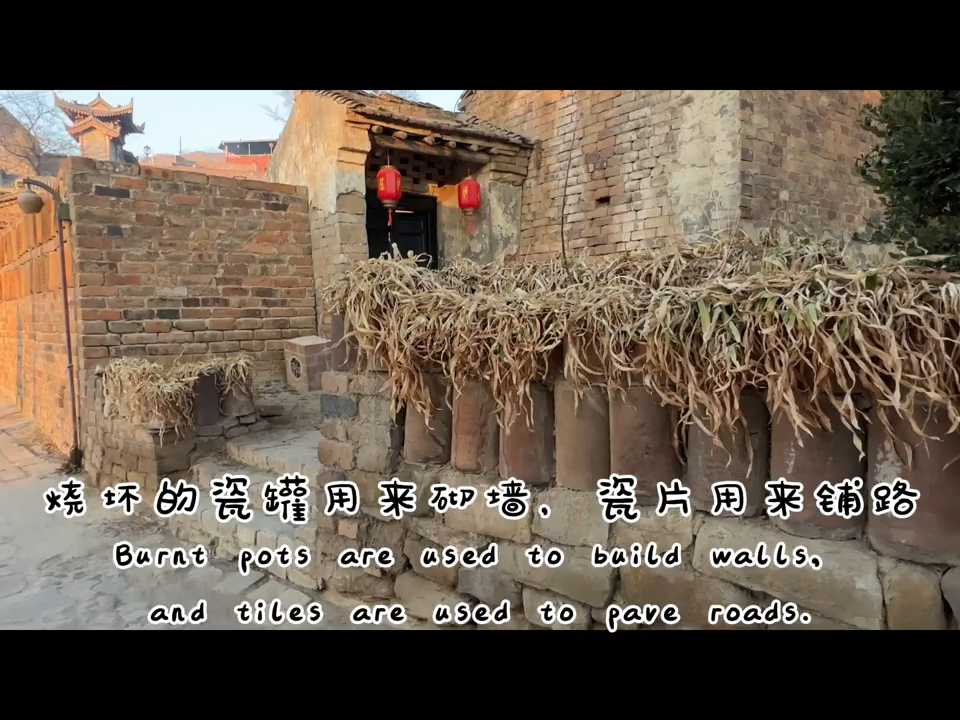 烧坏的瓷罐用来砌墙，瓷片用来铺路
Burnt pots are used to build walls,
and tiles are used to pave roads.